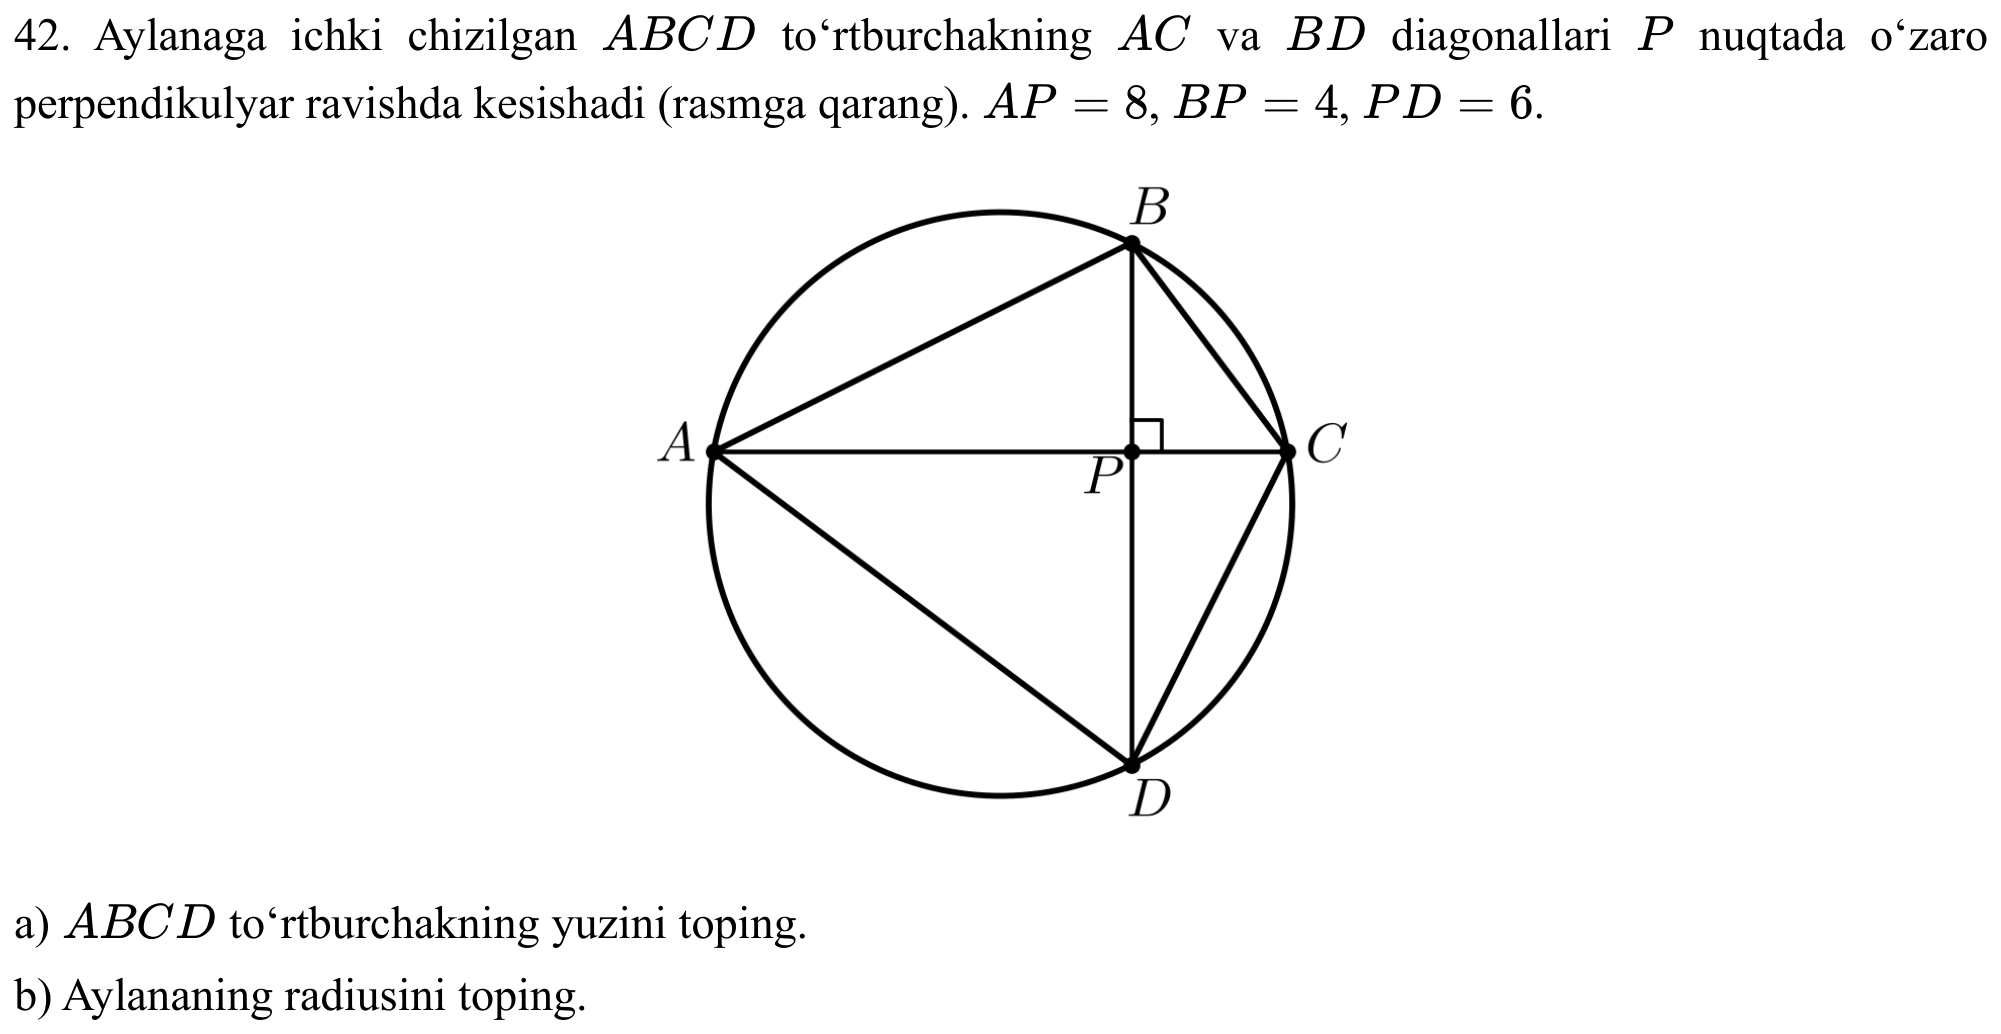 42. Aylanaga ichki chizilgan ABCD to‘rtburchakning AC va BD diagonallari P nuqtada o‘zaro
perpendikulyar ravishda kesishadi (rasmga qarang). AP = 8, BP = 4, PD = 6.
B
A
C
P
D
a) ABCD to‘rtburchakning yuzini toping.
b) Aylananing radiusini toping.